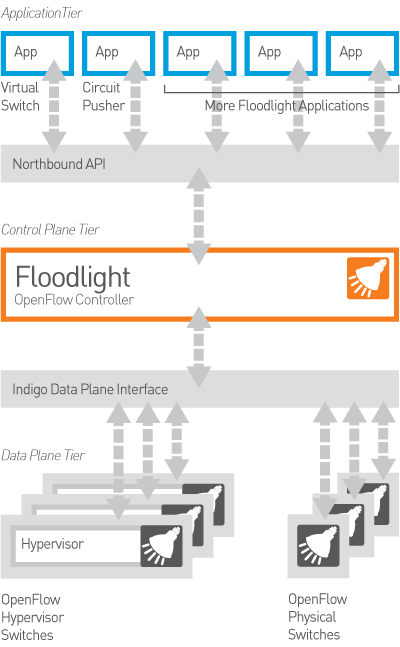 ApplicationTier
App App App App App
Virtual Switch
Circuit Pusher
More Floodlight Applications
Northbound API
Control Plane Tier
Floodlight
OpenFlow Controller
Indigo Data Plane Interface
Data Plane Tier
Hypervisor
OpenFlow
Hypervisor
Switches
OpenFlow
Physical
Switches